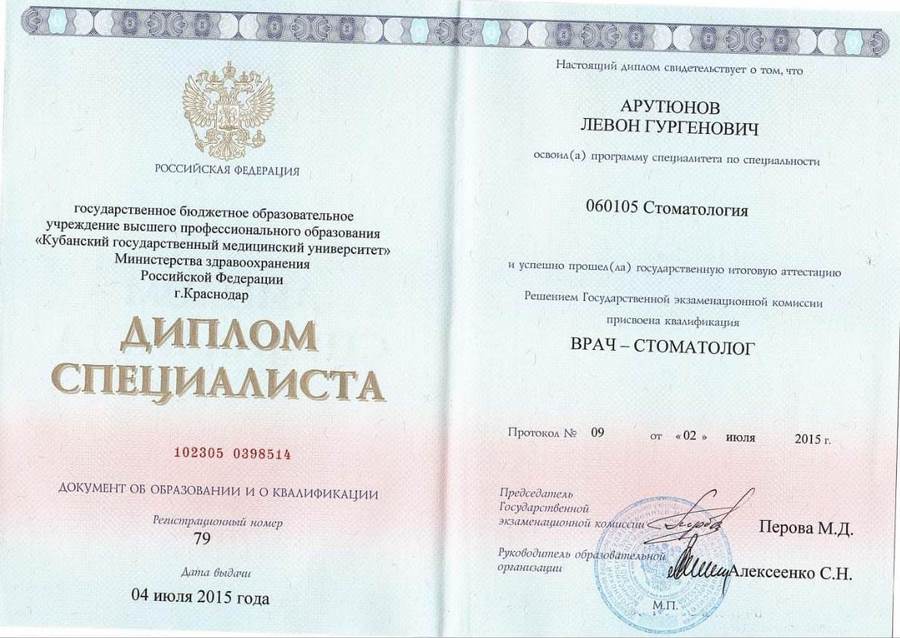 РОССИЙСКАЯ ФЕДЕРАЦИЯ
государственное бюджетное образовательное
учреждение высшего профессионального образования
«Кубанский государственный медицинский университет»
Министерства здравоохранения
Российской Федерации
г.Краснодар
ДИПЛОМ
СПЕЦИАЛИСТА
102305 0398514
ДОКУМЕНТ ОБ ОБРАЗОВАНИИ И О КВАЛИФИКАЦИИ
Регистрационный номер
79
Дата выдачи
04 июля 2015 года
Настоящий диплом свидетельствует о том, что
АРУТЮНОВ
ЛЕВОН ГУРГЕНОВИЧ
освоил(а) программу специалитета по специальности
060105 Стоматология
и успешно прошел(ла) государственную итоговую аттестацию
Решением Государственной экзаменационной комиссии
присвоена квалификация
ВРАЧ – СТОМАТОЛОГ
Протокол № 09 от «02» июля 2015 г.
Председатель
Государственной
экзаменационной комиссии Перова М.Д.
Руководитель образовательной
организации Алексеенко С.Н.
М.П.